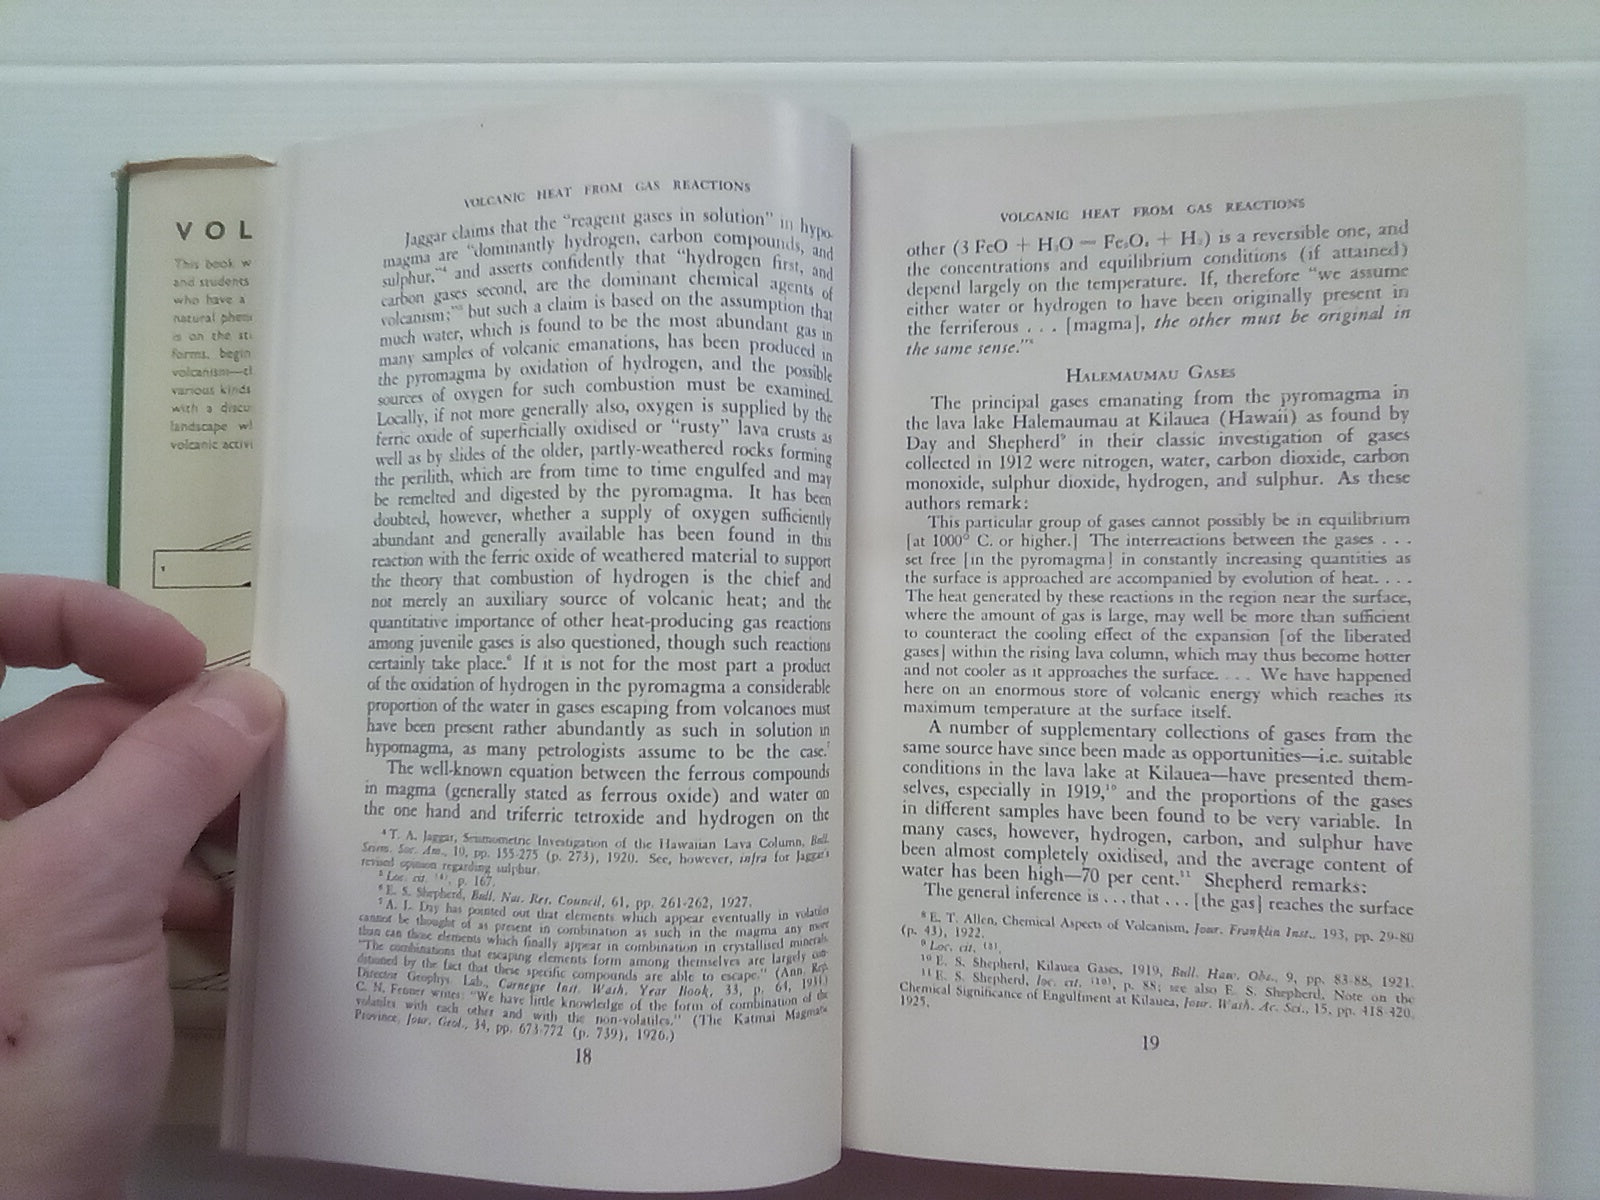 VOL
This book w
and students
who have a
natural phen
is on the st
forms, begin
volcanism—
various kinds
with a discu
landscape w
volcanic activi
VOLCANIC HEAT FROM GAS REACTIONS
Jaggar claims that the "reagent gases in solution" in hypo-
magma are "dominantly hydrogen, carbon compounds, and
sulphur,"⁴ and asserts confidently that "hydrogen first, and
carbon gases second, are the dominant chemical agents of
volcanism;"⁵ but such a claim is based on the assumption that
much water, which is found to be the most abundant gas in
many samples of volcanic emanations, has been produced in
the pyromagma by oxidation of hydrogen, and the possible
sources of oxygen for such combustion must be examined.
Locally, if not more generally also, oxygen is supplied by the
ferric oxide of superficially oxidised or "rusty" lava crusts as
well as by slides of the older, partly-weathered rocks forming
the perilith, which are from time to time engulfed and may
be remelted and digested by the pyromagma. It has been
doubted, however, whether a supply of oxygen sufficiently
abundant and generally available has been found in this
reaction with the ferric oxide of weathered material to support
the theory that combustion of hydrogen is the chief and
not merely an auxiliary source of volcanic heat; and the
quantitative importance of other heat-producing gas reactions
among juvenile gases is also questioned, though such reactions
certainly take place.⁶ If it is not for the most part a product
of the oxidation of hydrogen in the pyromagma a considerable
proportion of the water in gases escaping from volcanoes must
have been present rather abundantly as such in solution in
hypomagma, as many petrologists assume to be the case.⁷
The well-known equation between the ferrous compounds
in magma (generally stated as ferrous oxide) and water on
the one hand and triferric tetroxide and hydrogen on the
⁴ T. A. Jaggar, Seismometric Investigation of the Hawaiian Lava Column, Bull.
Seism. Soc. Am., 10, pp. 155-275 (p. 273), 1920. See, however, infra for Jaggar's
revised opinion regarding sulphur.
⁵ Loc. cit. ⁽⁴⁾, p. 167.
⁶ E. S. Shepherd, Bull. Nat. Res. Council, 61, pp. 261-262, 1927.
⁷ A. L. Day has pointed out that elements which appear eventually in volatiles
cannot be thought of as present in combination as such in the magma any more
than can those elements which finally appear in combination in crystallised minerals.
"The combinations that escaping elements form among themselves are largely con-
ditioned by the fact that these specific compounds are able to escape." (Ann. Rep.
Director Geophys. Lab., Carnegie Inst. Wash. Year Book, 33, p. 64, 1934.)
C. N. Fenner writes: "We have little knowledge of the form of combination of the
volatiles with each other and with the non-volatiles." (The Katmai Magmatic
Province, Jour. Geol., 34, pp. 673-772 (p. 739), 1926.)
18
VOLCANIC HEAT FROM GAS REACTIONS
other (3 FeO + H₂O = Fe₃O₄ + H₂) is a reversible one, and
the concentrations and equilibrium conditions (if attained)
depend largely on the temperature. If, therefore "we assume
either water or hydrogen to have been originally present in
the ferriferous . . . [magma], the other must be original in
the same sense."⁸
HALEMAUMAU GASES
The principal gases emanating from the pyromagma in
the lava lake Halemaumau at Kilauea (Hawaii) as found by
Day and Shepherd⁹ in their classic investigation of gases
collected in 1912 were nitrogen, water, carbon dioxide, carbon
monoxide, sulphur dioxide, hydrogen, and sulphur. As these
authors remark:
This particular group of gases cannot possibly be in equilibrium
[at 1000° C. or higher.] The interreactions between the gases . . .
set free [in the pyromagma] in constantly increasing quantities as
the surface is approached are accompanied by evolution of heat. . . .
The heat generated by these reactions in the region near the surface,
where the amount of gas is large, may well be more than sufficient
to counteract the cooling effect of the expansion [of the liberated
gases] within the rising lava column, which may thus become hotter
and not cooler as it approaches the surface. . . . We have happened
here on an enormous store of volcanic energy which reaches its
maximum temperature at the surface itself.
A number of supplementary collections of gases from the
same source have since been made as opportunities—i.e. suitable
conditions in the lava lake at Kilauea—have presented them-
selves, especially in 1919,¹⁰ and the proportions of the gases
in different samples have been found to be very variable. In
many cases, however, hydrogen, carbon, and sulphur have
been almost completely oxidised, and the average content of
water has been high—70 per cent.¹¹ Shepherd remarks:
The general inference is . . . that . . . [the gas] reaches the surface
⁸ E. T. Allen, Chemical Aspects of Volcanism, Jour. Franklin Inst., 193, pp. 29-80
(p. 43), 1922.
⁹ Loc. cit. ⁽³⁾.
¹⁰ E. S. Shepherd, Kilauea Gases, 1919, Bull. Haw. Obs., 9, pp. 83-88, 1921.
¹¹ E. S. Shepherd, loc. cit. ⁽¹⁰⁾, p. 88; see also E. S. Shepherd, Note on the
Chemical Significance of Engulfment at Kilauea, Jour. Wash. Ac. Sci., 15, pp. 418-420,
1925.
19